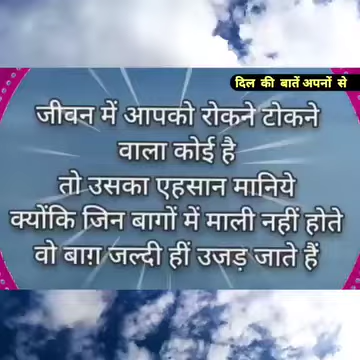 दिल की बातें अपनों से
जीवन में आपको रोकने टोकने
वाला कोई है
तो उसका एहसान मानिये
क्योंकि जिन बागों में माली नहीं होते
वो बाग़ जल्दी हीं उजड़ जाते हैं